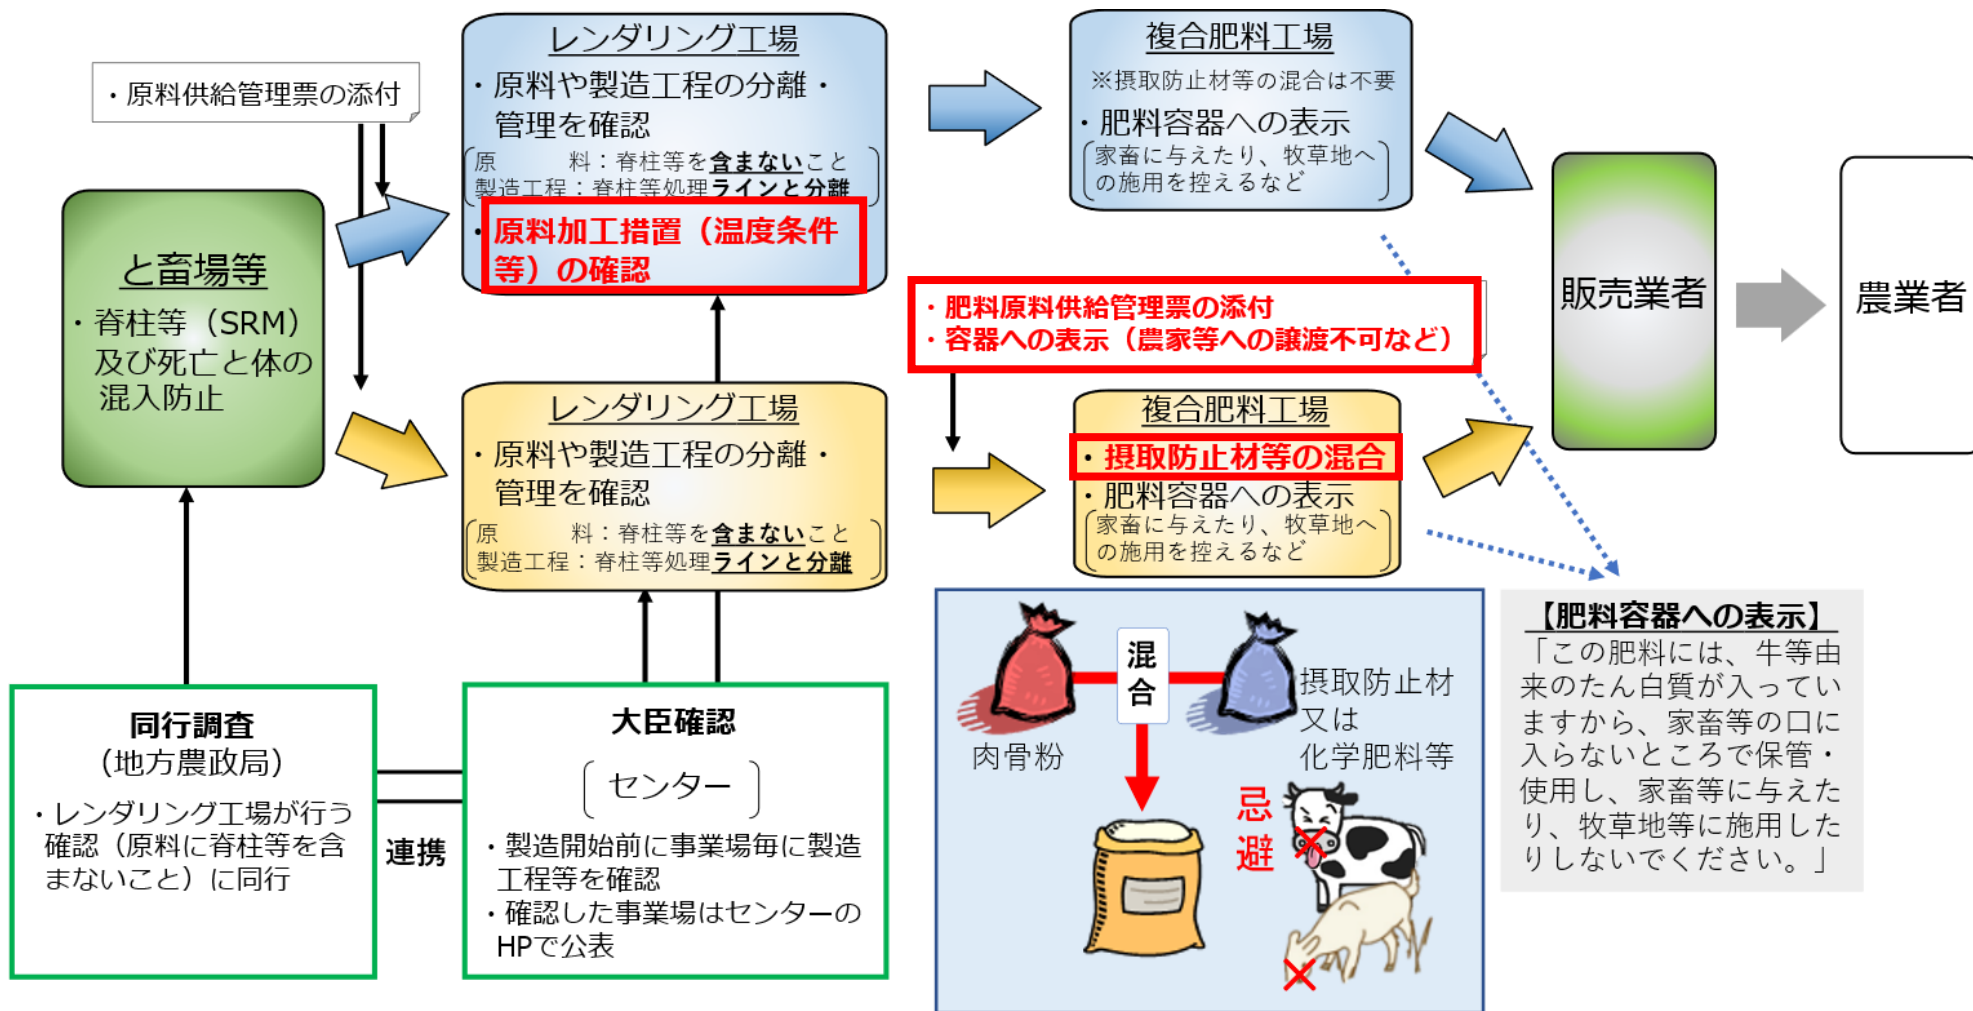 ・原料供給管理票の添付
と畜場等
・脊柱等（SRM）
及び死亡と体の
混入防止
レンダリング工場
・原料や製造工程の分離・
管理を確認
原　　　料：脊柱等を含まないこと
製造工程：脊柱等処理ラインと分離
・原料加工措置（温度条件
等）の確認
複合肥料工場
※摂取防止材等の混合は不要
・肥料容器への表示
家畜に与えたり、牧草地へ
の施用を控えるなど
・肥料原料供給管理票の添付
・容器への表示（農家等への譲渡不可など）
レンダリング工場
・原料や製造工程の分離・
管理を確認
原　　　料：脊柱等を含まないこと
製造工程：脊柱等処理ラインと分離
複合肥料工場
・摂取防止材等の混合
・肥料容器への表示
家畜に与えたり、牧草地へ
の施用を控えるなど
販売業者
農業者
同行調査
（地方農政局）
・レンダリング工場が行う
確認（原料に脊柱等を含
まないこと）に同行
連携
大臣確認
センター
・製造開始前に事業場毎に製造
工程等を確認
・確認した事業場はセンターの
HPで公表
混
合
肉骨粉
摂取防止材
又は
化学肥料等
忌
避
【肥料容器への表示】
「この肥料には、牛等由
来のたん白質が入ってい
ますから、家畜等の口に
入らないところで保管・
使用し、家畜等に与えた
り、牧草地等に施用した
りしないでください。」